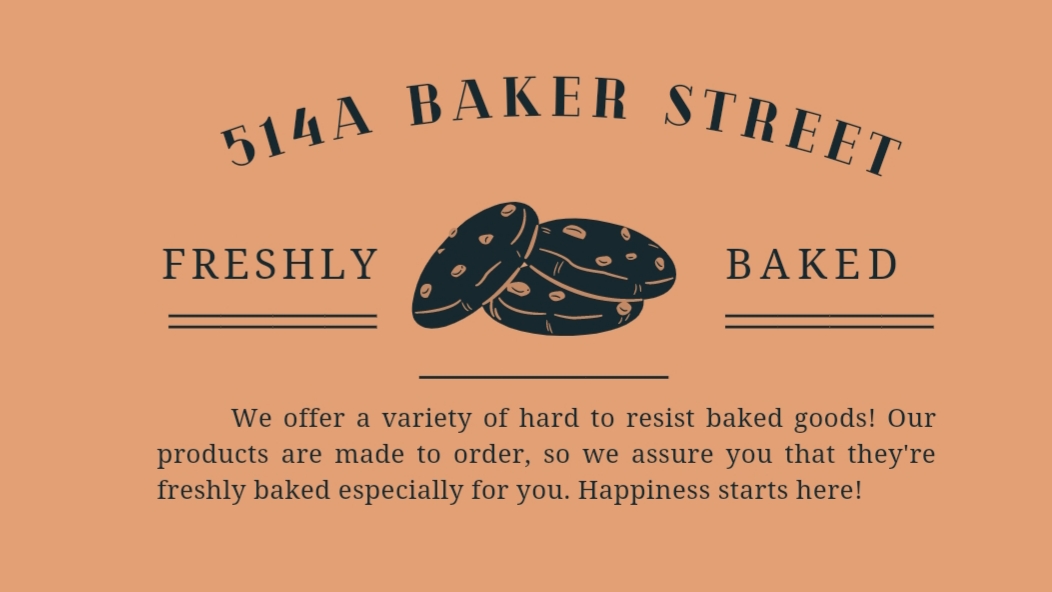 514A BAKER STREET
FRESHLY BAKED
We offer a variety of hard to resist baked goods! Our
products are made to order, so we assure you that they're
freshly baked especially for you. Happiness starts here!